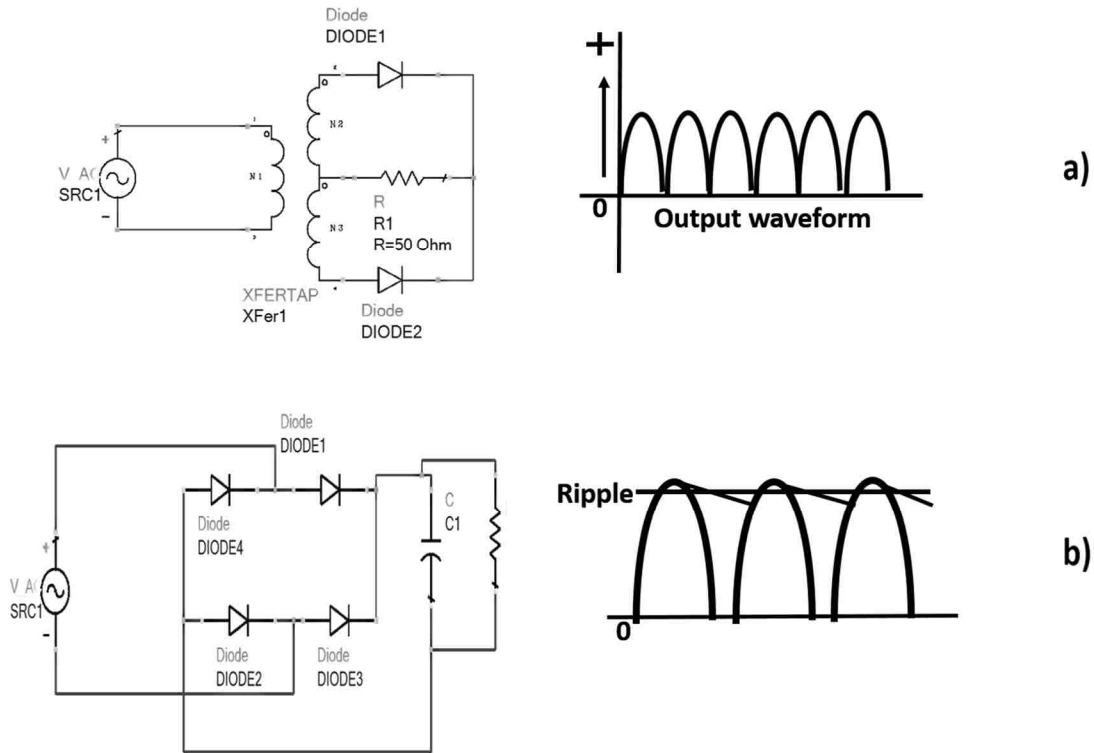 Diode
DIODE1
+
V_AC
SRC1
-
N1
N2
N3
R
R1
R=50 Ohm
XFERTAP
XFer1
Diode
DIODE2
+
0
Output waveform
a)
Diode
DIODE1
Diode
DIODE4
C
C1
+
V_AC
SRC1
-
Diode
DIODE2
Diode
DIODE3
Ripple
0
b)